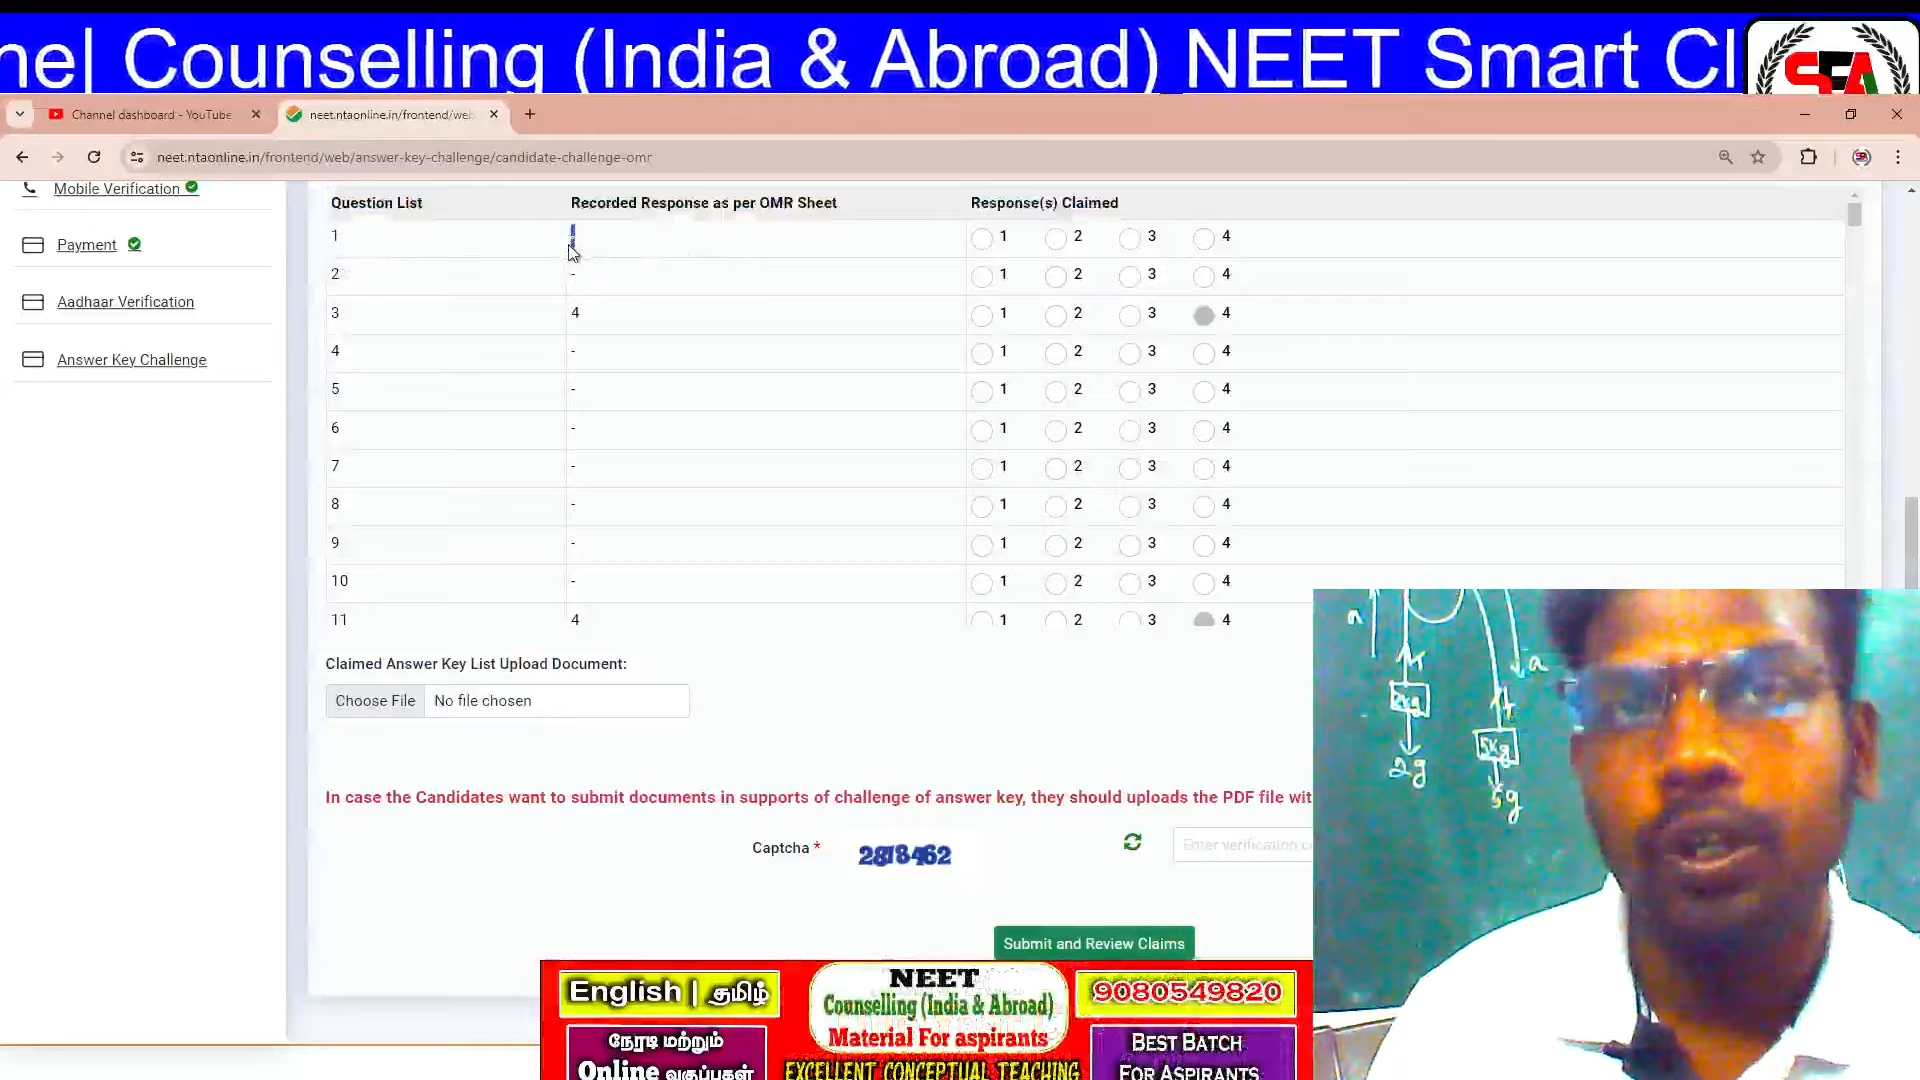 nel Counselling (India & Abroad) NEET Smart Cl
SFA
Channel dashboard - YouTube
neet.ntaonline.in/frontend/web
neet.ntaonline.in/frontend/web/answer-key-challenge/candidate-challenge-omr
Mobile Verification
Payment
Aadhaar Verification
Answer Key Challenge
Question List Recorded Response as per OMR Sheet Response(s) Claimed
1 - 1 2 3 4
2 - 1 2 3 4
3 4 1 2 3 4
4 - 1 2 3 4
5 - 1 2 3 4
6 - 1 2 3 4
7 - 1 2 3 4
8 - 1 2 3 4
9 - 1 2 3 4
10 - 1 2 3 4
11 4 1 2 3 4
Claimed Answer Key List Upload Document:
Choose File No file chosen
In case the Candidates want to submit documents in supports of challenge of answer key, they should uploads the PDF file wit
Captcha *
Enter verification co
Submit and Review Claims
a
a
2kg
5kg
2g
5g
English | தமிழ்
NEET
Counselling (India & Abroad)
Material For aspirants
EXCELLENT CONCEPTUAL TEACHING
9080549820
நேரடி மற்றும்
Online வகுப்புகள்
BEST BATCH
FOR ASPIRANTS